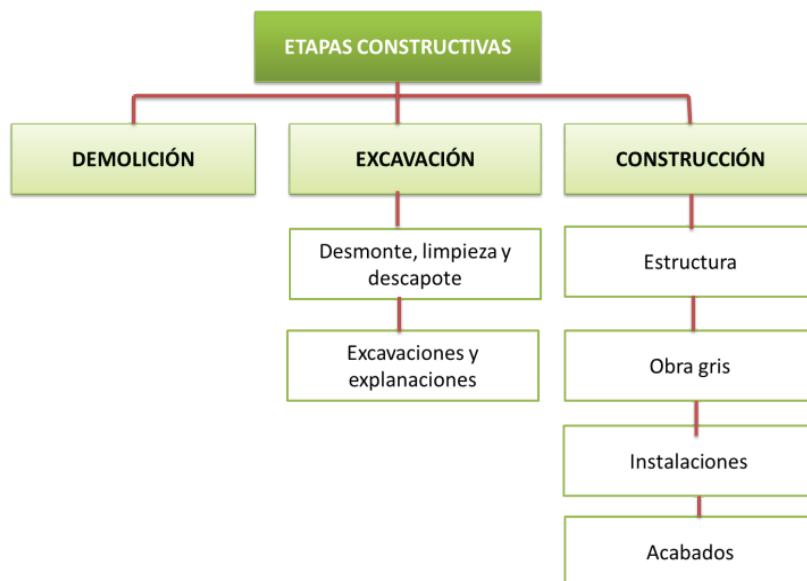 ETAPAS CONSTRUCTIVAS
DEMOLICIÓN
EXCAVACIÓN
CONSTRUCCIÓN
Desmonte, limpieza y
descapote
Excavaciones y
explanaciones
Estructura
Obra gris
Instalaciones
Acabados